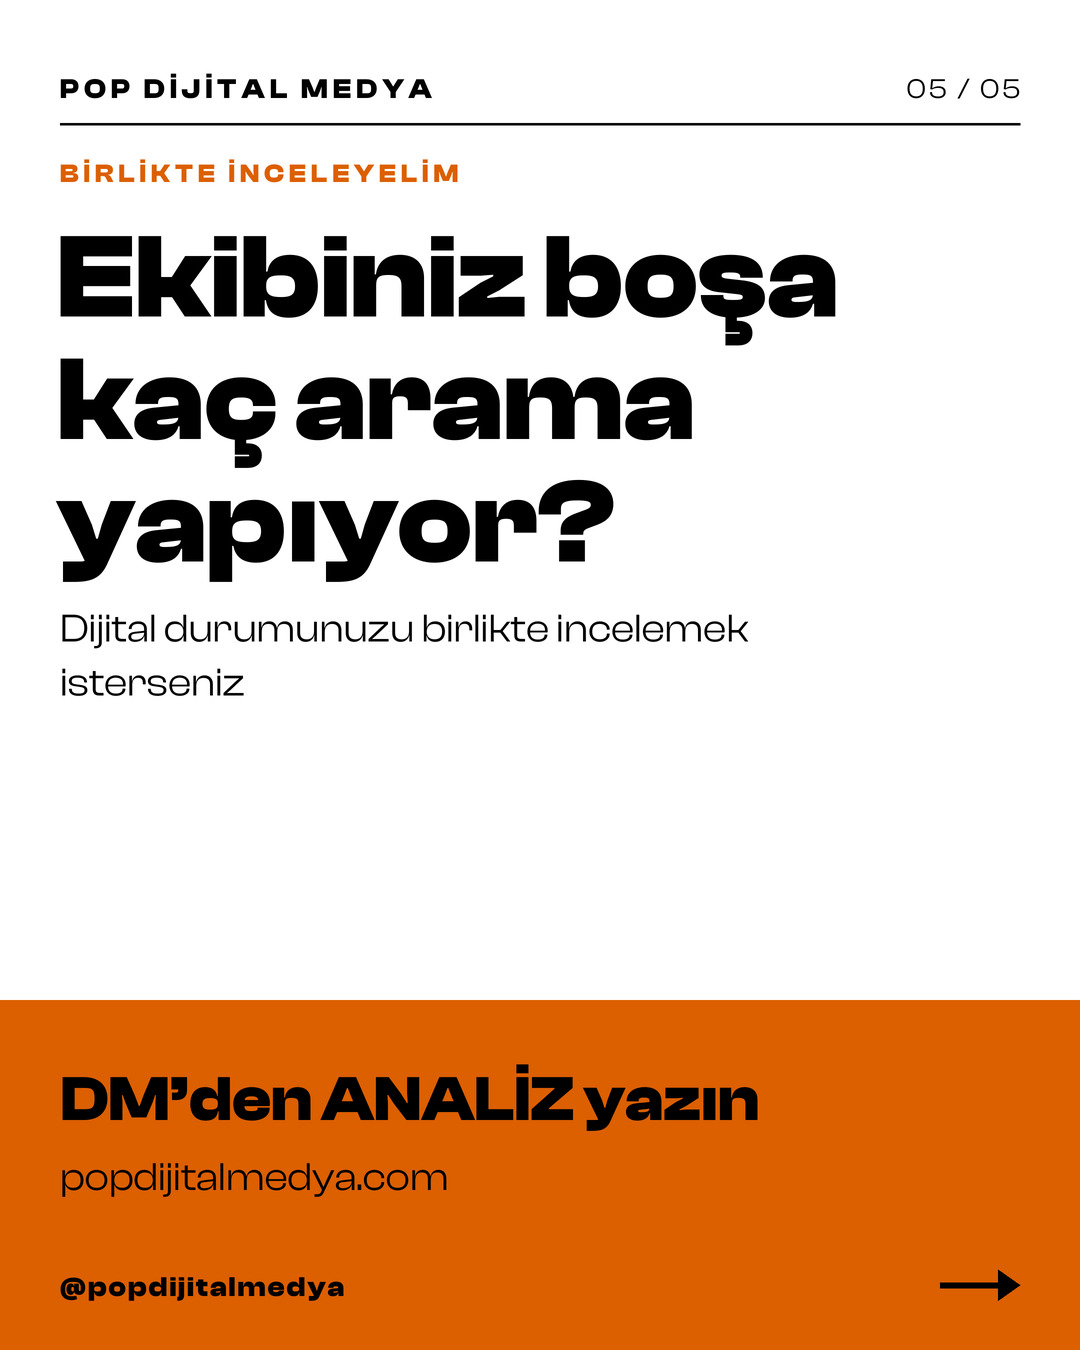 POP DİJİTAL MEDYA
05 / 05
BİRLİKTE İNCELEYELİM
Ekibiniz boşa
kaç arama
yapıyor?
Dijital durumunuzu birlikte incelemek
isterseniz
DM’den ANALİZ yazın
popdijitalmedya.com
@popdijitalmedya